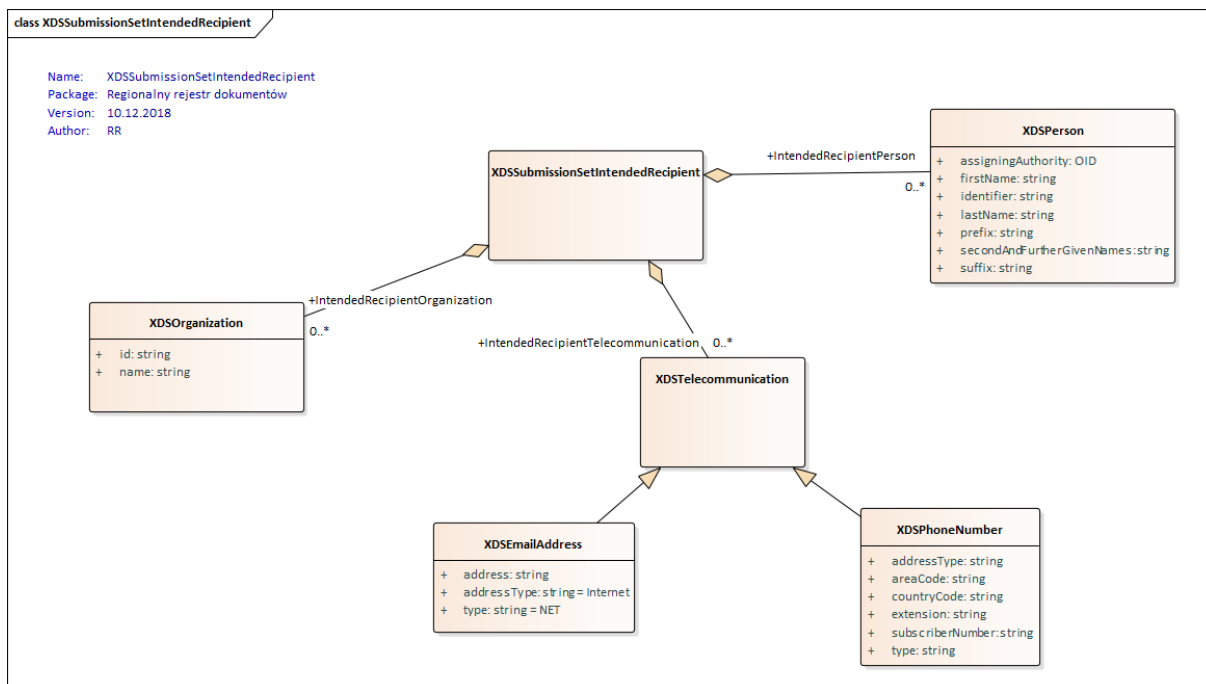 class XDSSubmissionSetIntendedRecipient
Name: XDSSubmissionSetIntendedRecipient
Package: Regionalny rejestr dokumentów
Version: 10.12.2018
Author: RR
XDSSubmissionSetIntendedRecipient
+IntendedRecipientPerson
0..*
XDSPerson
+ assigningAuthority: OID
+ firstName: string
+ identifier: string
+ lastName: string
+ prefix: string
+ secondAndFurtherGivenNames:string
+ suffix: string
+IntendedRecipientOrganization
0..*
XDSOrganization
+ id: string
+ name: string
+IntendedRecipientTelecommunication
0..*
XDSTelecommunication
XDSEmailAddress
+ address: string
+ addressType: string = Internet
+ type: string = NET
XDSPhoneNumber
+ addressType: string
+ areaCode: string
+ countryCode: string
+ extension: string
+ subscriberNumber:string
+ type: string